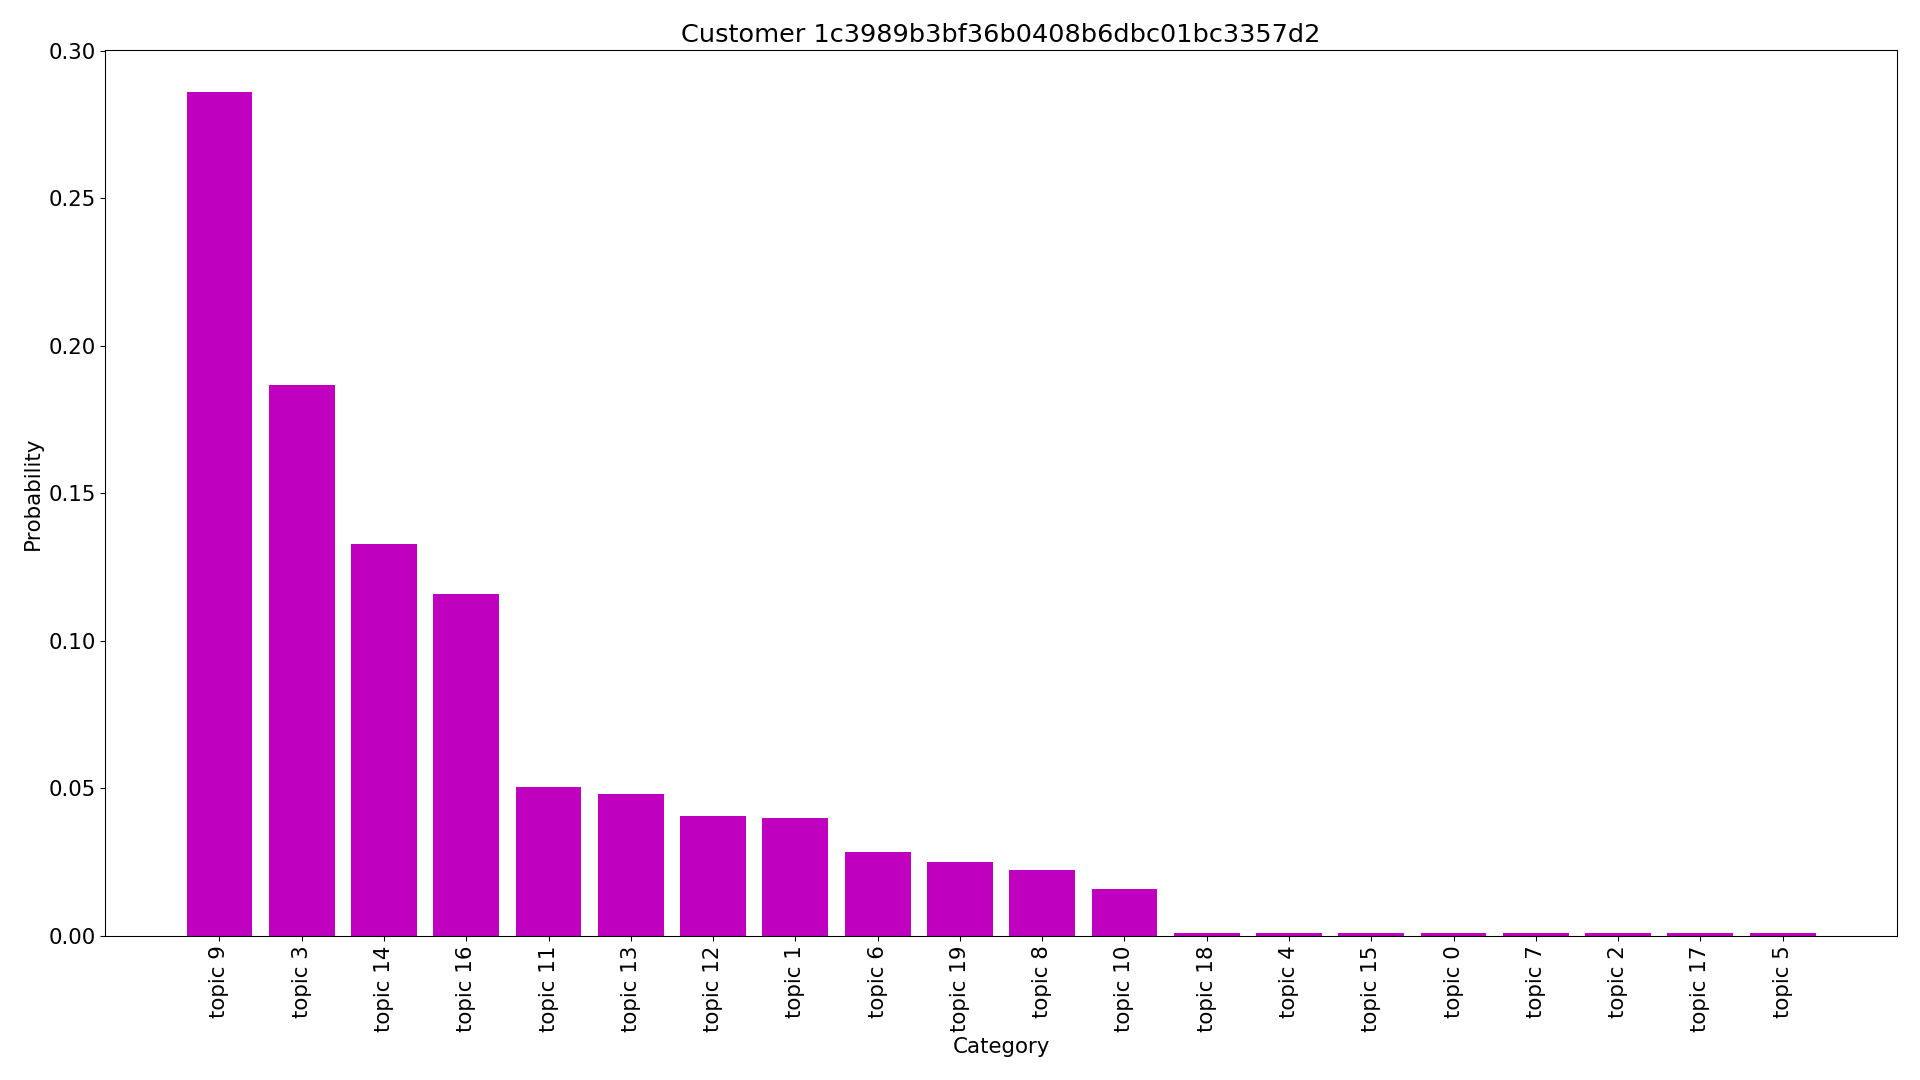 Customer 1c3989b3bf36b0408b6dbc01bc3357d2
Probability
0.30
0.25
0.20
0.15
0.10
0.05
0.00
topic 9
topic 3
topic 14
topic 16
topic 11
topic 13
topic 12
topic 1
topic 6
topic 19
topic 8
topic 10
topic 18
topic 4
topic 15
topic 0
topic 7
topic 2
topic 17
topic 5
Category